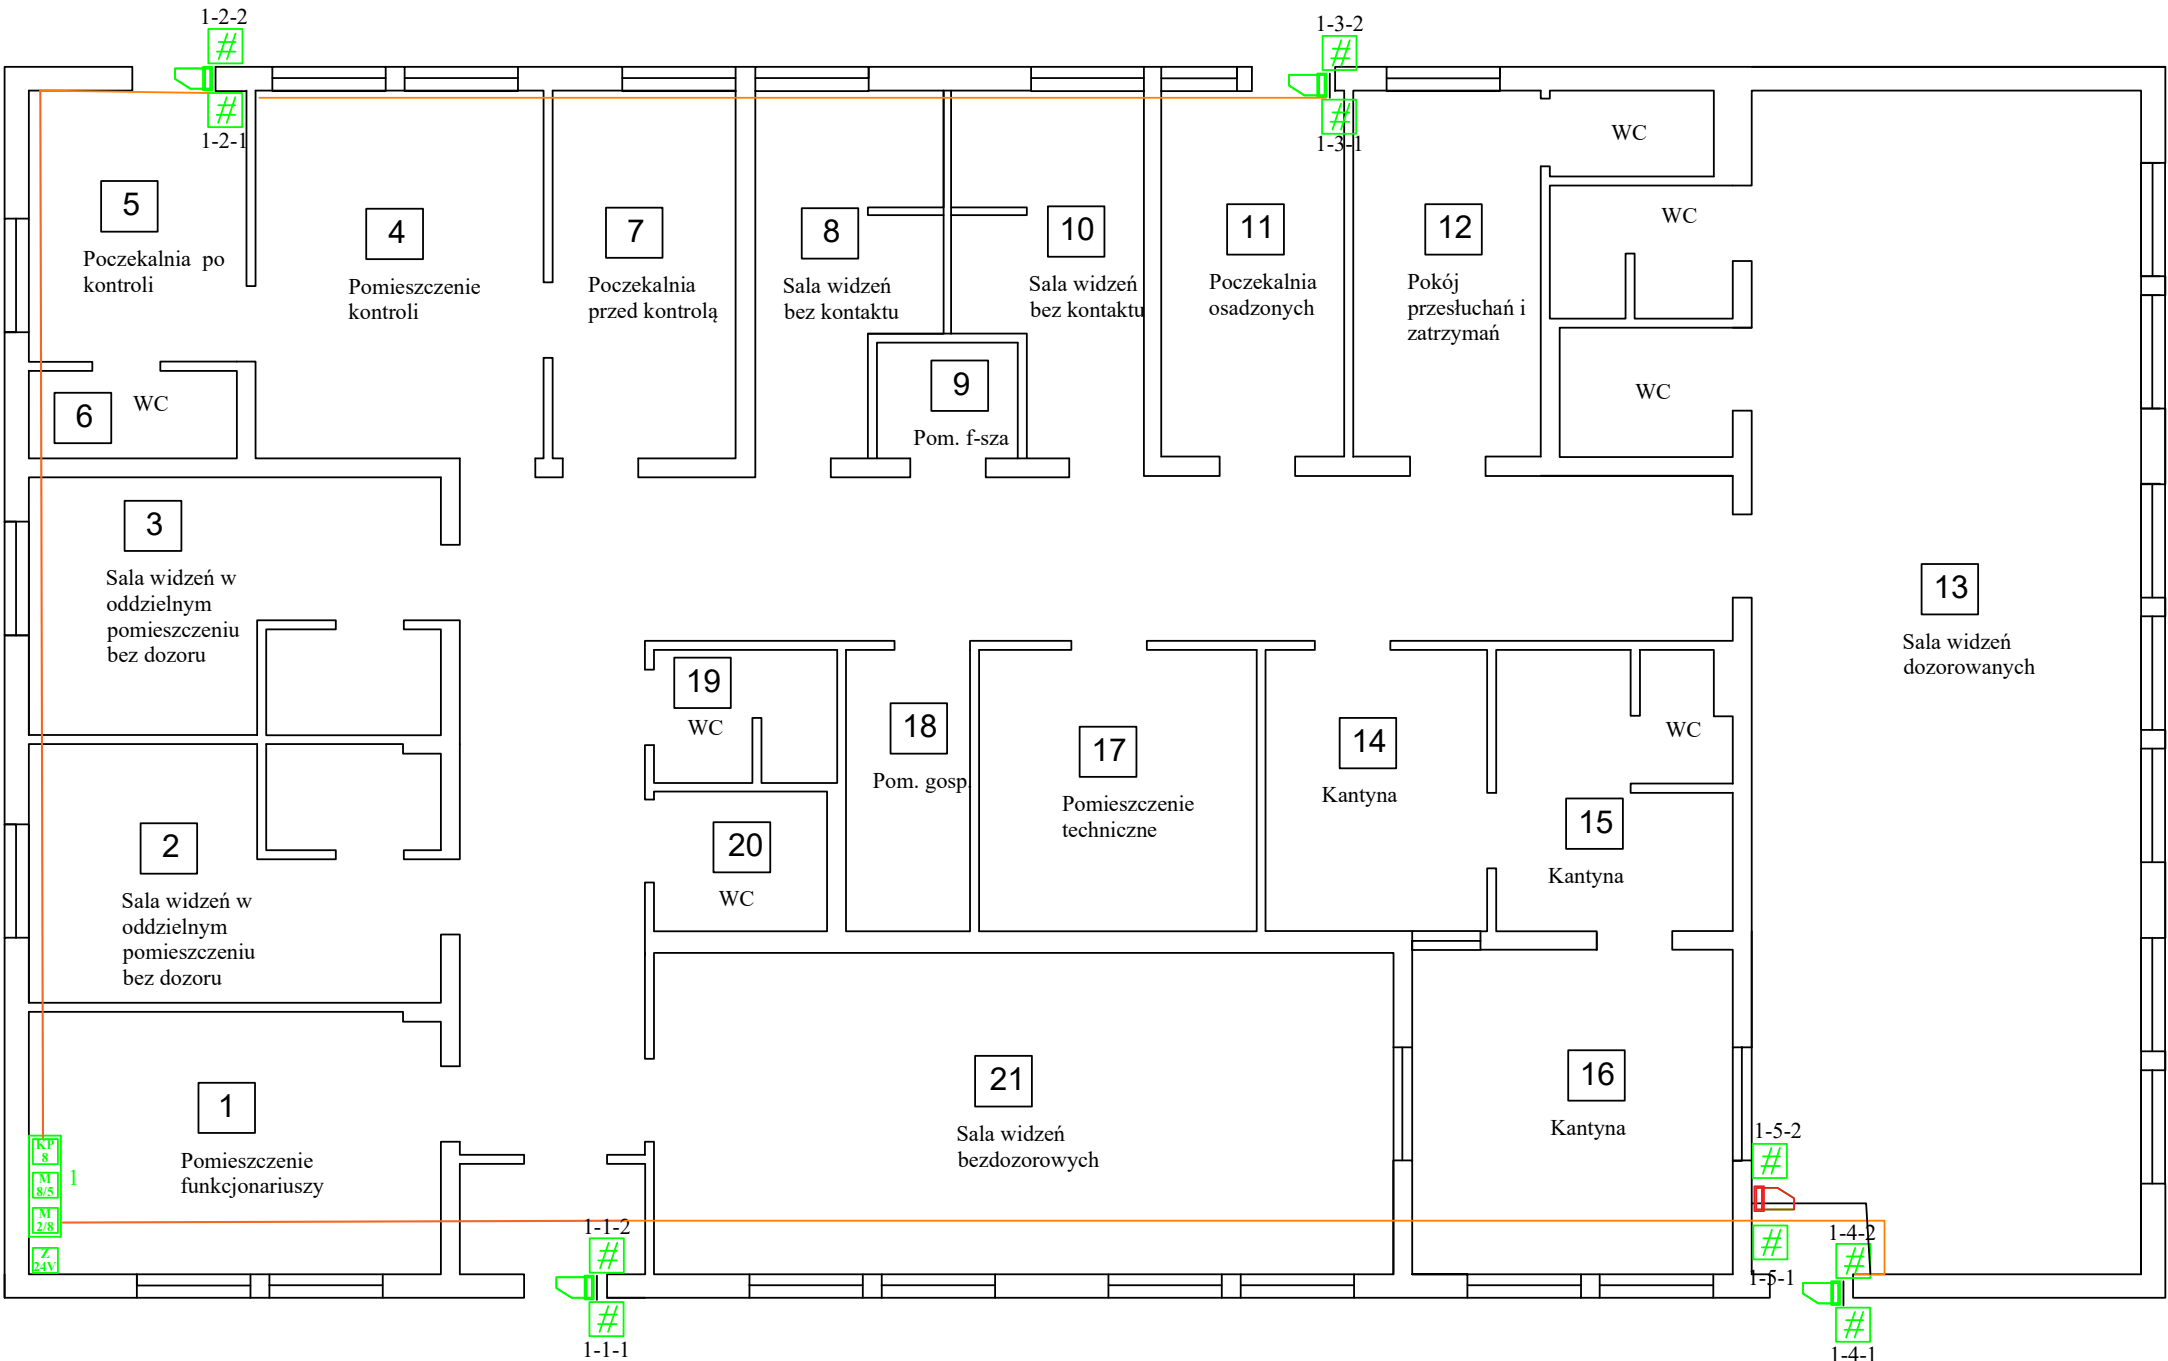 1-2-2
1-3-2
#
#
#
1-2-1
#
1-3-1
WC
5
Poczekalnia po
kontroli
4
Pomieszczenie
kontroli
7
Poczekalnia
przed kontrolą
8
Sala widzeń
bez kontaktu
10
Sala widzeń
bez kontaktu
11
Poczekalnia
osadzonych
12
Pokój
przesłuchań i
zatrzymań
WC
WC
6
WC
9
Pom. f-sza
3
Sala widzeń w
oddzielnym
pomieszczeniu
bez dozoru
13
Sala widzeń
dozorowanych
19
WC
18
Pom. gosp.
17
Pomieszczenie
techniczne
14
Kantyna
WC
15
Kantyna
2
Sala widzeń w
oddzielnym
pomieszczeniu
bez dozoru
20
WC
1
Pomieszczenie
funkcjonariuszy
21
Sala widzeń
bezdozorowych
16
Kantyna
KP
8
M
8/5
1
M
2/8
Z
24V
1-1-2
#
#
1-1-1
1-5-2
#
#
1-5-1
1-4-2
#
#
1-4-1